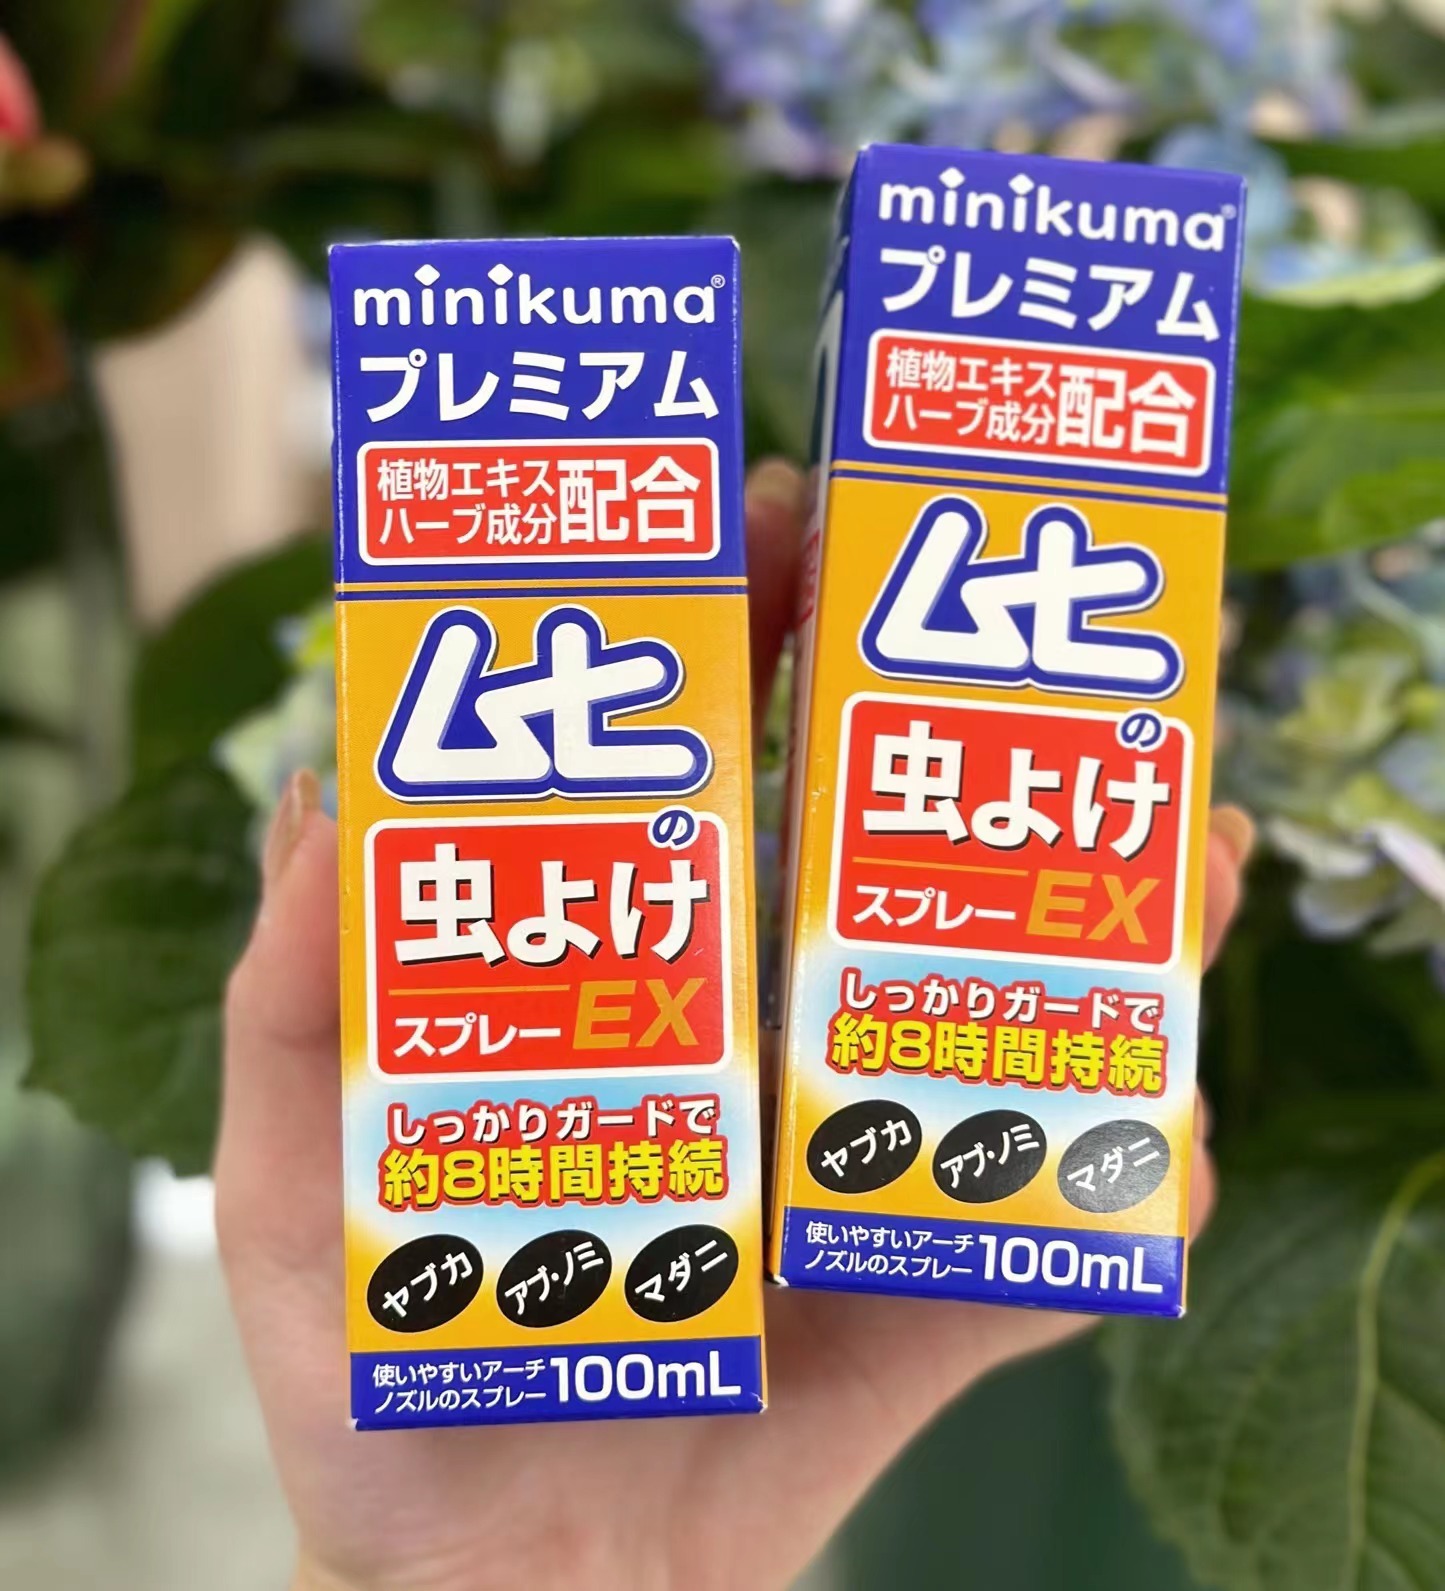 minikuma®
プレミアム
植物エキス
ハーブ成分
配合
ムヒ
の
虫よけ
スプレーEX
しっかりガードで
約8時間持続
ヤブカ
アブ・ノミ
マダニ
使いやすいアーチ
ノズルのスプレー
100mL
minikuma®
プレミアム
植物エキス
ハーブ成分
配合
ムヒ
の
虫よけ
スプレーEX
しっかりガードで
約8時間持続
ヤブカ
アブ・ノミ
マダニ
使いやすいアーチ
ノズルのスプレー
100mL